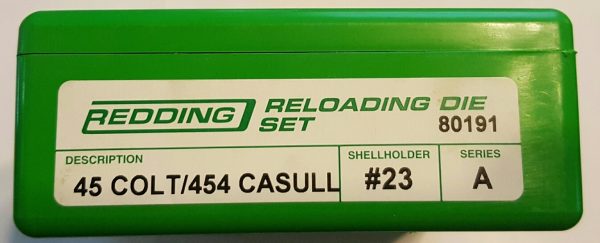 REDDING RELOADING DIE
SET 80191
DESCRIPTION SHELLHOLDER SERIES
45 COLT/454 CASULL #23 A